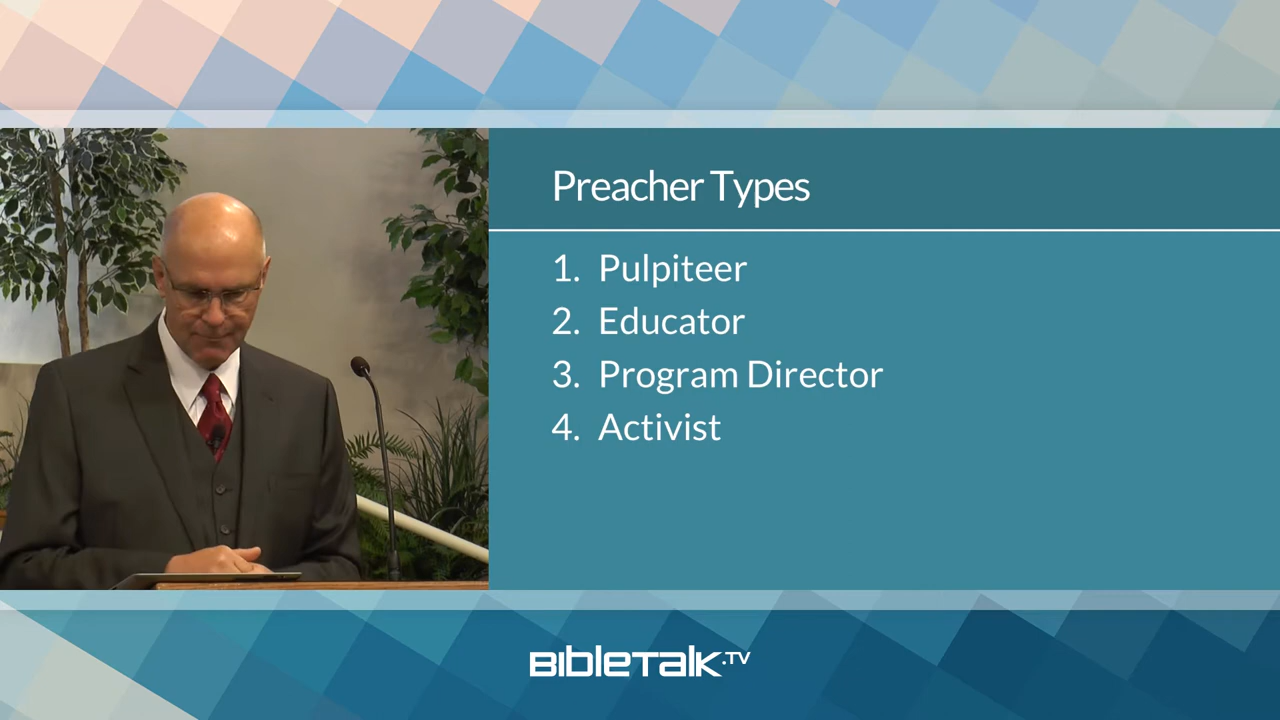 Preacher Types
1. Pulpiteer
2. Educator
3. Program Director
4. Activist
BIBLETALK.TV